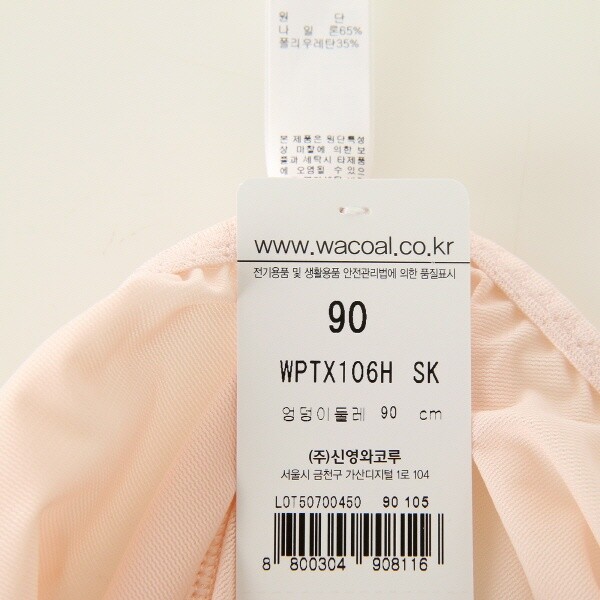 원 단
나 일 론65%
폴리우레탄35%
본 제품은 원단특성
상 마찰에 의한 보
풀과 세탁시 타제품
에 오염될 수 있으
www.wacoal.co.kr
전기용품 및 생활용품 안전관리법에 의한 품질표시
90
WPTX106H SK
엉덩이둘레 90 cm
(주)신영와코루
서울시 금천구 가산디지털 1로 104
LOT50700450 90 105
8 800304 908116